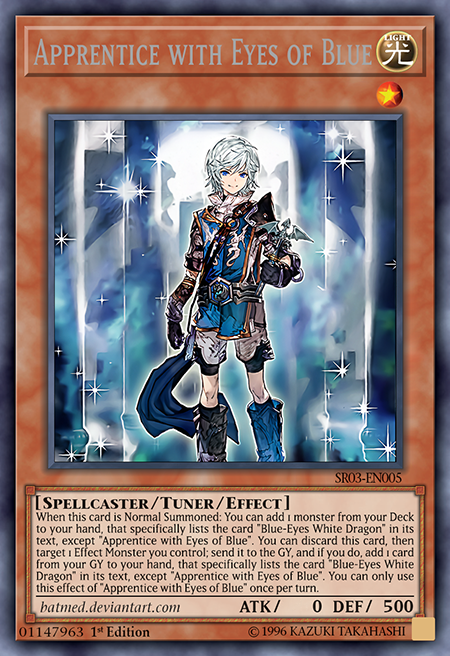 APPRENTICE WITH EYES OF BLUE
LIGHT
光
SR03-EN005
[SPELLCASTER/TUNER/EFFECT]
When this card is Normal Summoned: You can add 1 monster from your Deck
to your hand, that specifically lists the card "Blue-Eyes White Dragon" in its
text, except "Apprentice with Eyes of Blue". You can discard this card, then
target 1 Effect Monster you control; send it to the GY, and if you do, add 1 card
from your GY to your hand, that specifically lists the card "Blue-Eyes White
Dragon" in its text, except "Apprentice with Eyes of Blue". You can only use
this effect of "Apprentice with Eyes of Blue" once per turn.
batmed.deviantart.com ATK/ 0 DEF/ 500
01147963 1st Edition ©1996 KAZUKI TAKAHASHI